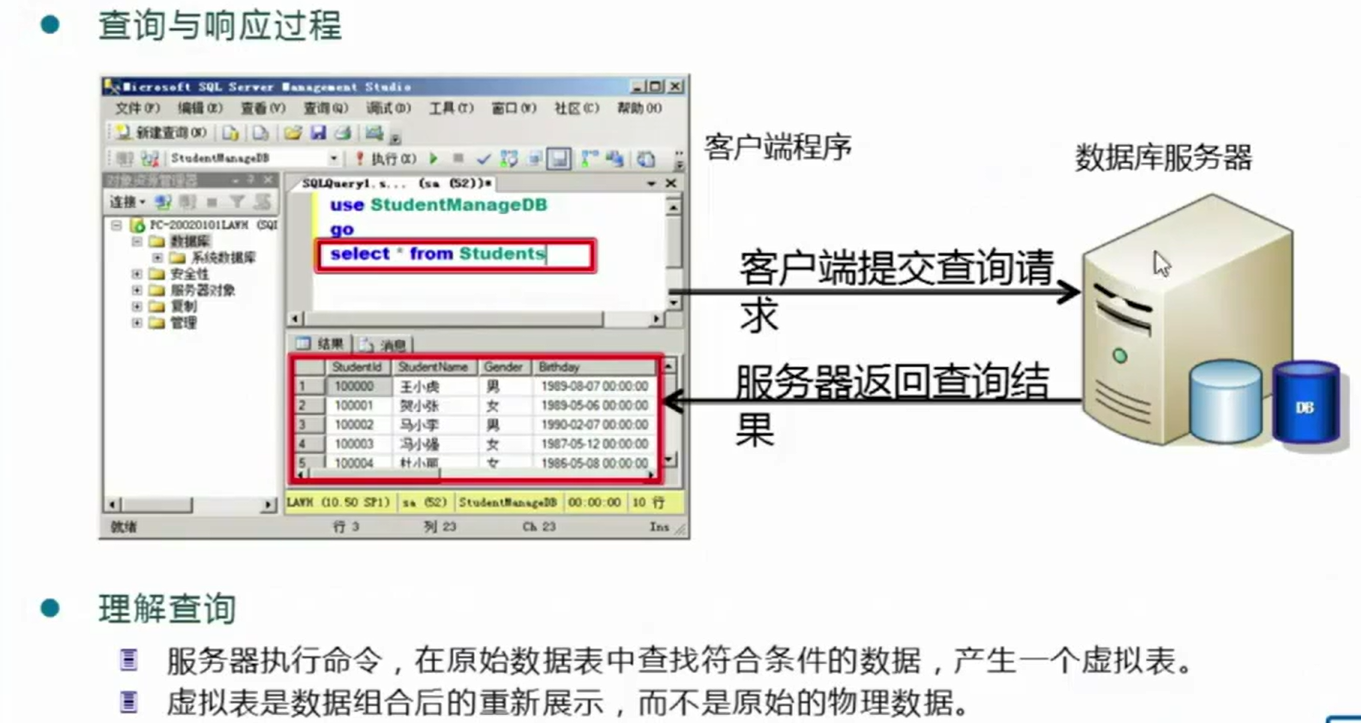 查询与响应过程
Microsoft SQL Server Management Studio
文件(F) 编辑(E) 查看(V) 查询(Q) 调试(D) 工具(T) 窗口(W) 社区(C) 帮助(H)
新建查询(N)
StudentManageDB 执行(X)
对象资源管理器
SQLQuery1.s... (sa (52))*
连接
PC-20020101LAWH (SQL
数据库
系统数据库
安全性
服务器对象
复制
管理
use StudentManageDB
go
select * from Students
结果 消息
StudentId StudentName Gender Birthday
1 100000 王小虎 男 1989-08-07 00:00:00
2 100001 贺小张 女 1989-05-06 00:00:00
3 100002 马小李 男 1990-02-07 00:00:00
4 100003 冯小强 女 1987-05-12 00:00:00
5 100004 杜小丽 女 1986-05-08 00:00:00
(10.50 SP1) sa (52) StudentManageDB 00:00:00 10 行
就绪 行 3 列 23 Ch 23 Ins
客户端程序
数据库服务器
客户端提交查询请
求
服务器返回查询结
果
DB
理解查询
服务器执行命令，在原始数据表中查找符合条件的数据，产生一个虚拟表。
虚拟表是数据组合后的重新展示，而不是原始的物理数据。